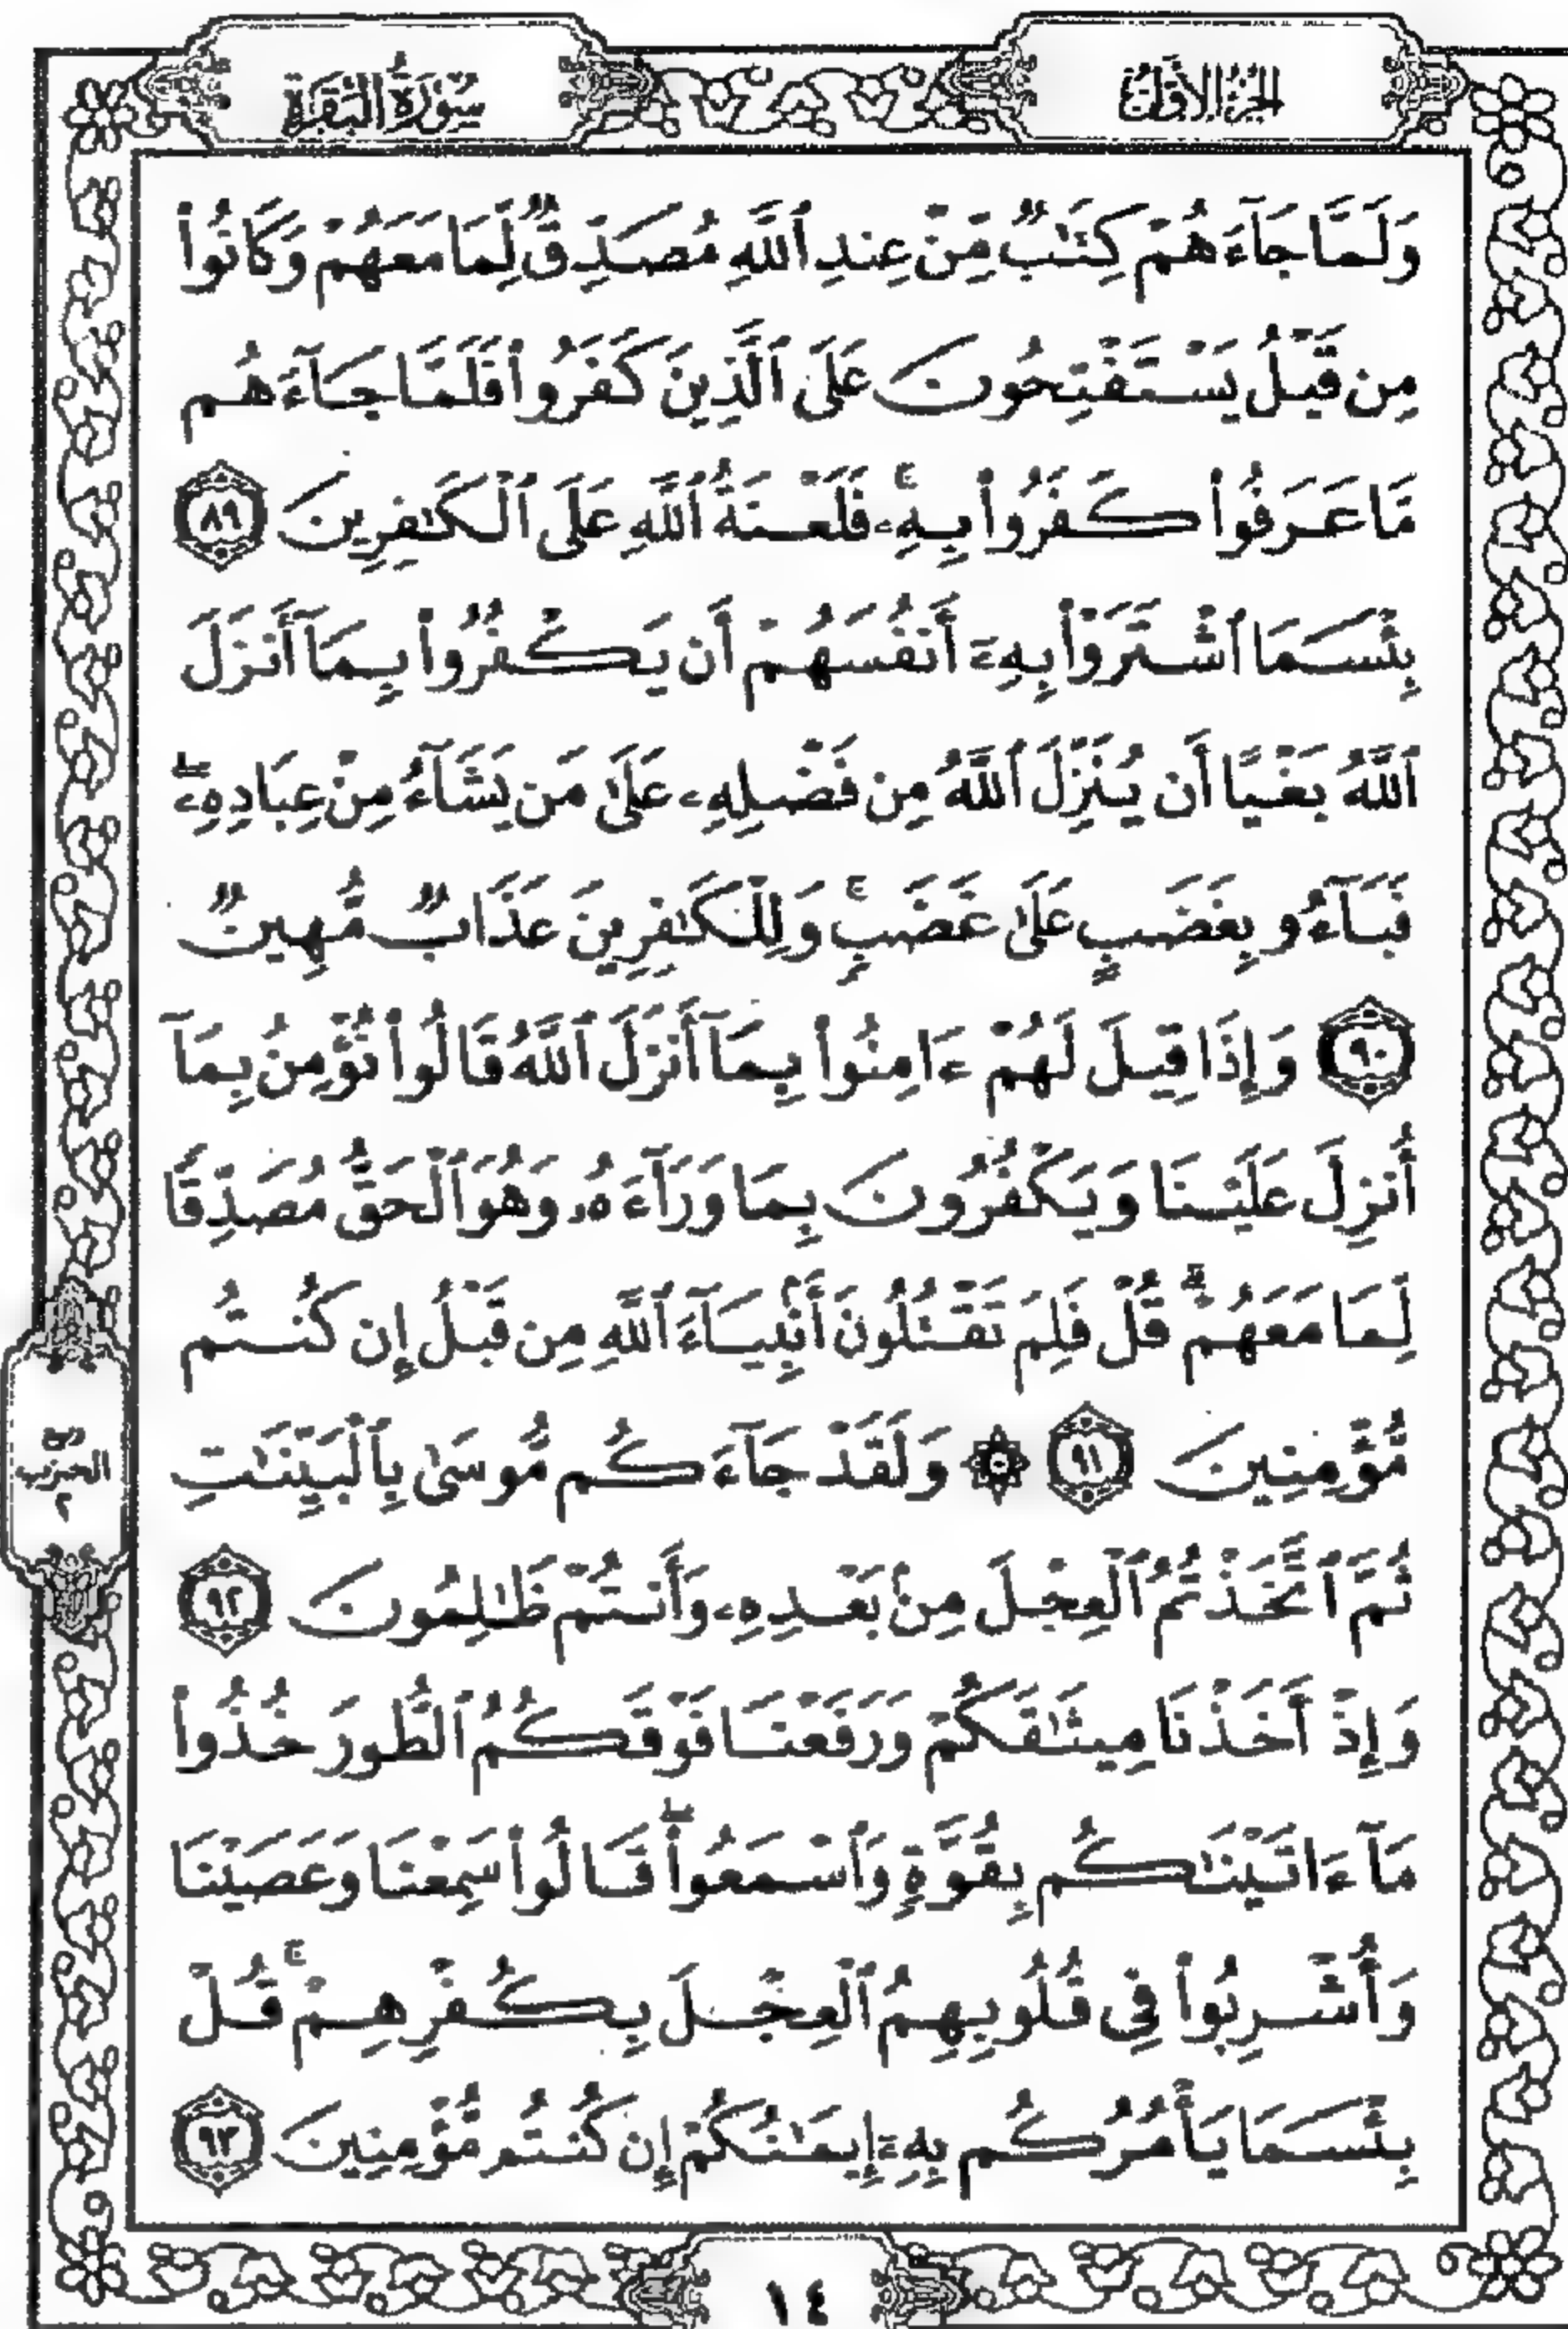 الجزء الأول
سورة البقرة
وَلَمَّا جَآءَهُمْ كِتَٰبٌ مِّنْ عِندِ ٱللَّهِ مُصَدِّقٌ لِّمَا مَعَهُمْ وَكَانُوا۟
مِن قَبْلُ يَسْتَفْتِحُونَ عَلَى ٱلَّذِينَ كَفَرُوا۟ فَلَمَّا جَآءَهُم
مَّا عَرَفُوا۟ كَفَرُوا۟ بِهِۦ ۚ فَلَعْنَةُ ٱللَّهِ عَلَى ٱلْكَٰفِرِينَ ٨٩
بِئْسَمَا ٱشْتَرَوْا۟ بِهِۦٓ أَنفُسَهُمْ أَن يَكْفُرُوا۟ بِمَآ أَنزَلَ
ٱللَّهُ بَغْيًا أَن يُنَزِّلَ ٱللَّهُ مِن فَضْلِهِۦ عَلَىٰ مَن يَشَآءُ مِنْ عِبَادِهِۦ ۖ
فَبَآءُو بِغَضَبٍ عَلَىٰ غَضَبٍ ۚ وَلِلْكَٰفِرِينَ عَذَابٌ مُّهِينٌ
٩٠ وَإِذَا قِيلَ لَهُمْ ءَامِنُوا۟ بِمَآ أَنزَلَ ٱللَّهُ قَالُوا۟ نُؤْمِنُ بِمَآ
أُنزِلَ عَلَيْنَا وَيَكْفُرُونَ بِمَا وَرَآءَهُۥ وَهُوَ ٱلْحَقُّ مُصَدِّقًا
لِّمَا مَعَهُمْ ۗ قُلْ فَلِمَ تَقْتُلُونَ أَنۢبِيَآءَ ٱللَّهِ مِن قَبْلُ إِن كُنتُم
مُّؤْمِنِينَ ٩١ ۞ وَلَقَدْ جَآءَكُم مُّوسَىٰ بِٱلْبَيِّنَٰتِ
ثُمَّ ٱتَّخَذْتُمُ ٱلْعِجْلَ مِنۢ بَعْدِهِۦ وَأَنتُمْ ظَٰلِمُونَ ٩٢
وَإِذْ أَخَذْنَا مِيثَٰقَكُمْ وَرَفَعْنَا فَوْقَكُمُ ٱلطُّورَ خُذُوا۟
مَآ ءَاتَيْنَٰكُم بِقُوَّةٍ وَٱسْمَعُوا۟ ۖ قَالُوا۟ سَمِعْنَا وَعَصَيْنَا
وَأُشْرِبُوا۟ فِى قُلُوبِهِمُ ٱلْعِجْلَ بِكُفْرِهِمْ ۚ قُلْ
بِئْسَمَا يَأْمُرُكُم بِهِۦٓ إِيمَٰنُكُمْ إِن كُنتُم مُّؤْمِنِينَ ٩٣
ربع
الحزب
٢
١٤